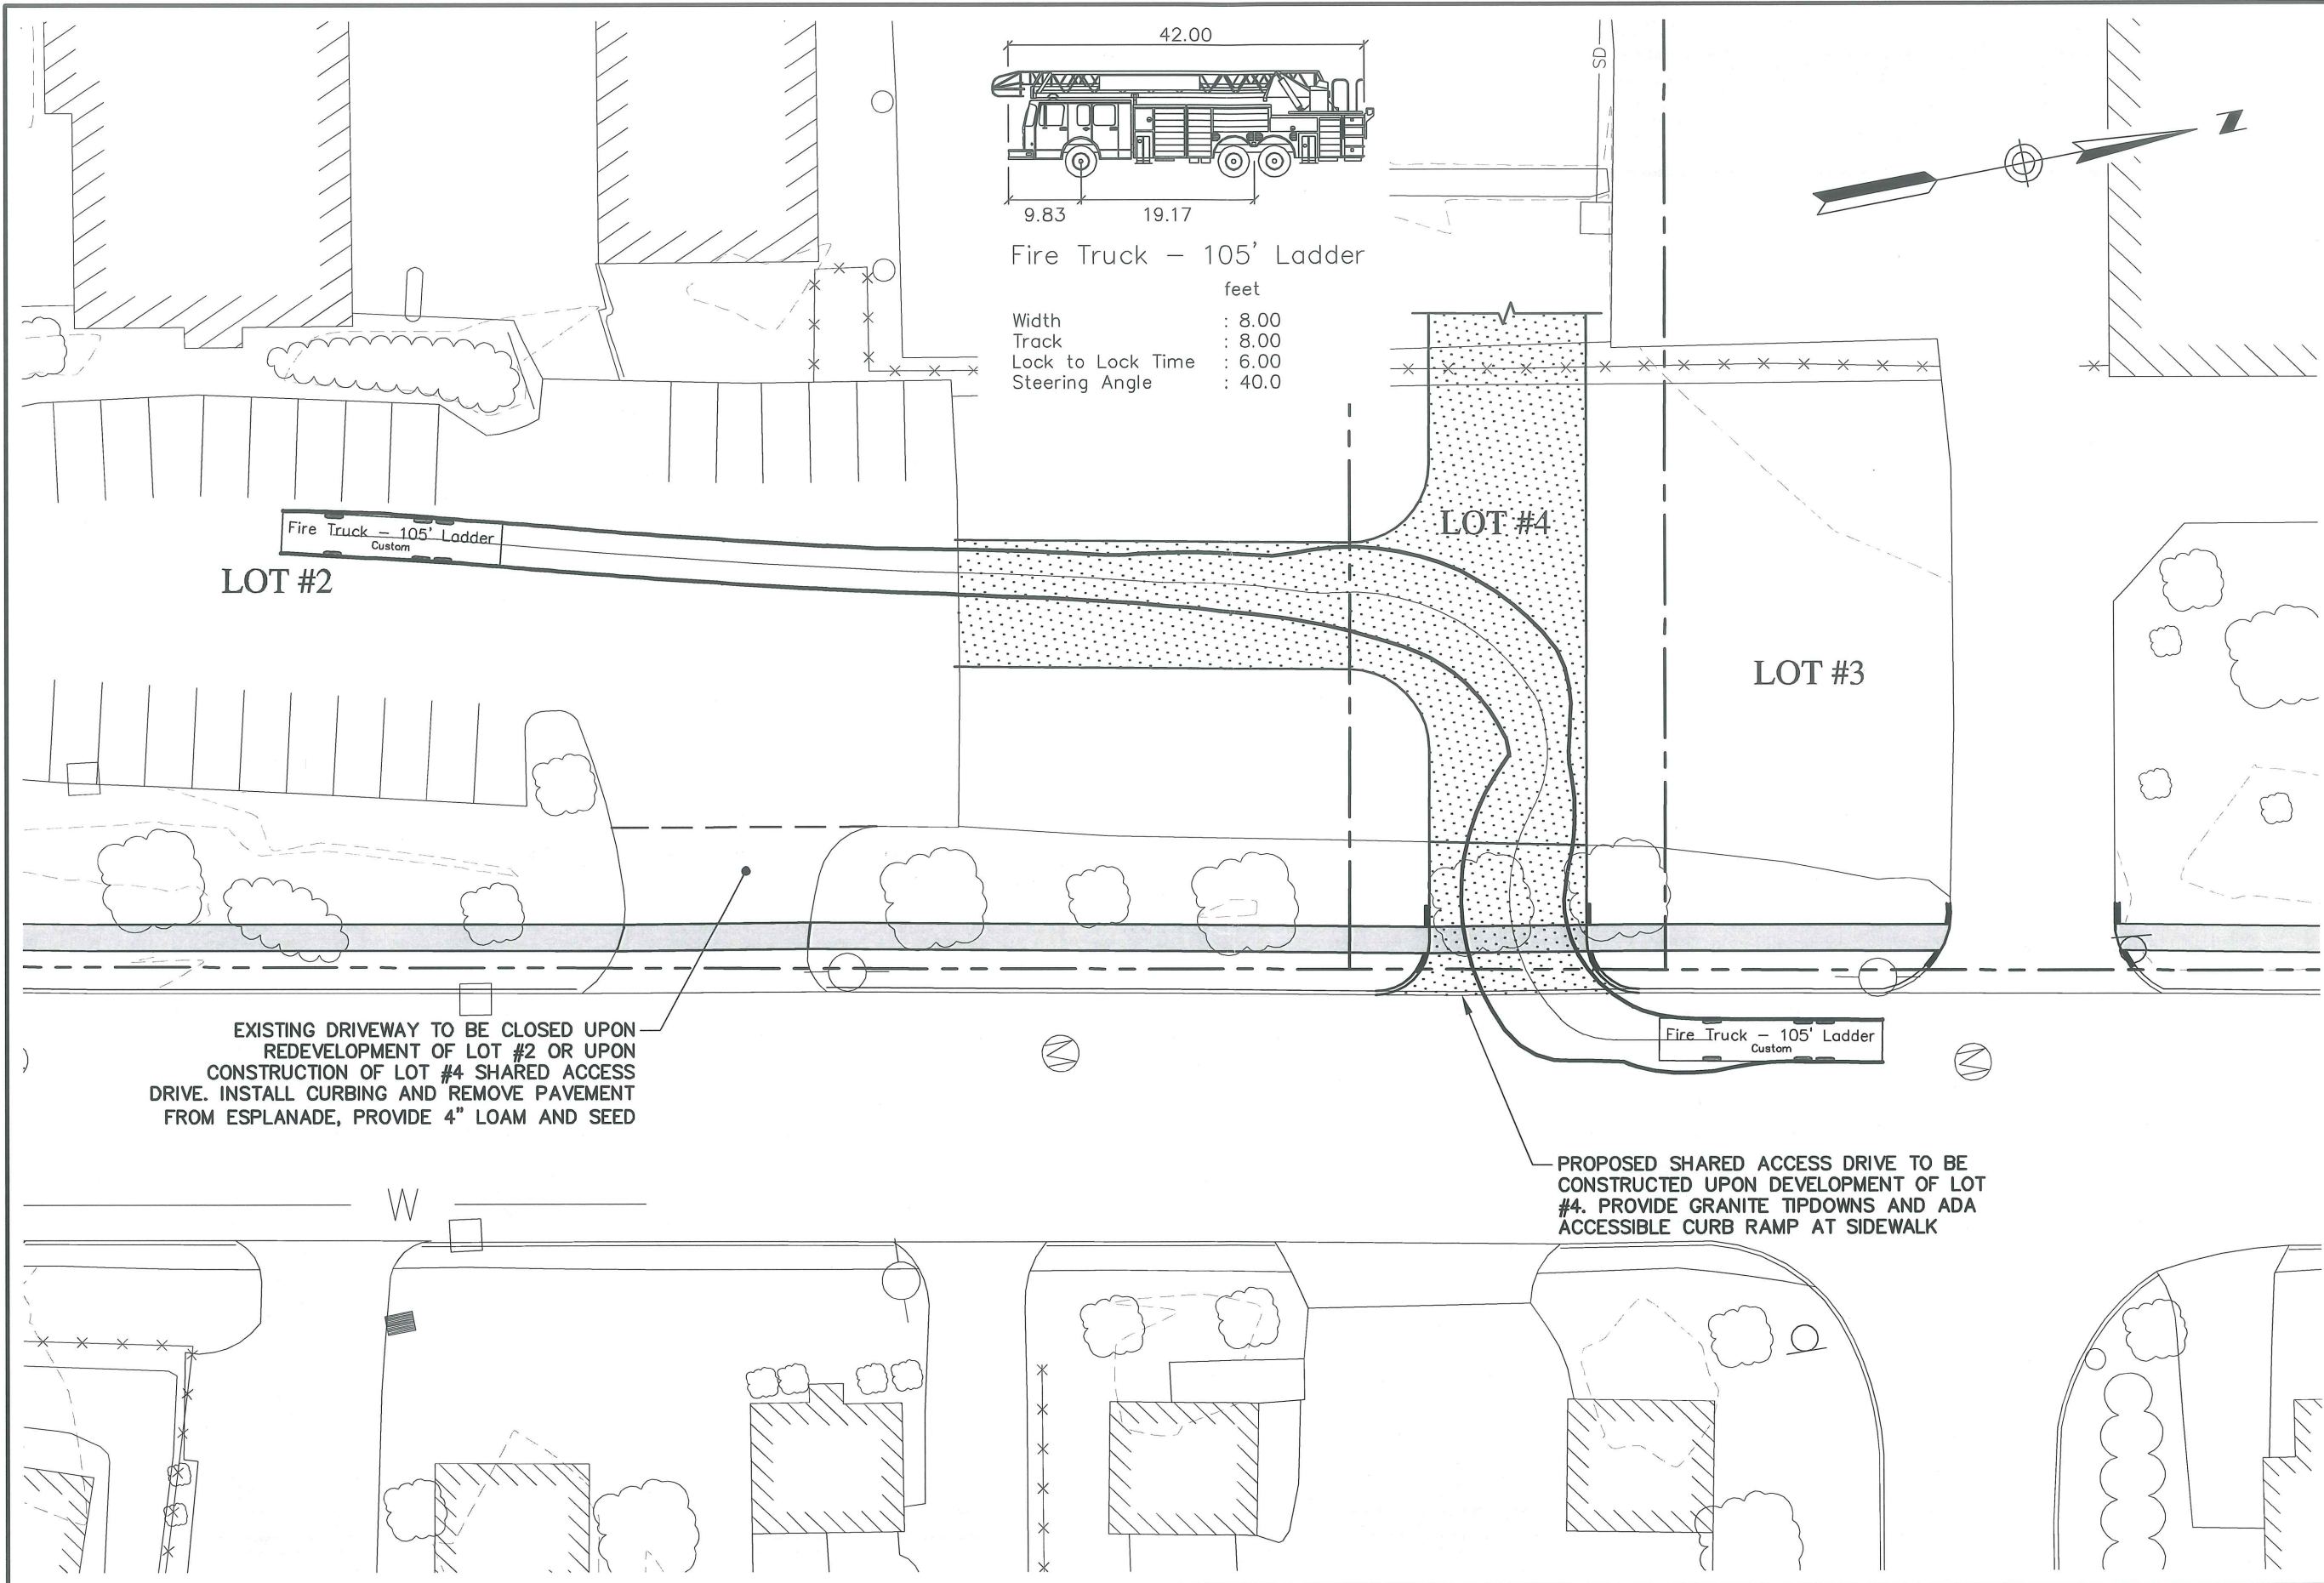 42.00
SD
N
9.83
19.17
Fire Truck – 105' Ladder
feet
Width : 8.00
Track : 8.00
Lock to Lock Time : 6.00
Steering Angle : 40.0
LOT #4
Fire Truck – 105' Ladder
Custom
LOT #2
LOT #3
EXISTING DRIVEWAY TO BE CLOSED UPON
REDEVELOPMENT OF LOT #2 OR UPON
CONSTRUCTION OF LOT #4 SHARED ACCESS
DRIVE. INSTALL CURBING AND REMOVE PAVEMENT
FROM ESPLANADE, PROVIDE 4" LOAM AND SEED
Fire Truck – 105' Ladder
Custom
M
M
PROPOSED SHARED ACCESS DRIVE TO BE
CONSTRUCTED UPON DEVELOPMENT OF LOT
#4. PROVIDE GRANITE TIPDOWNS AND ADA
ACCESSIBLE CURB RAMP AT SIDEWALK
W